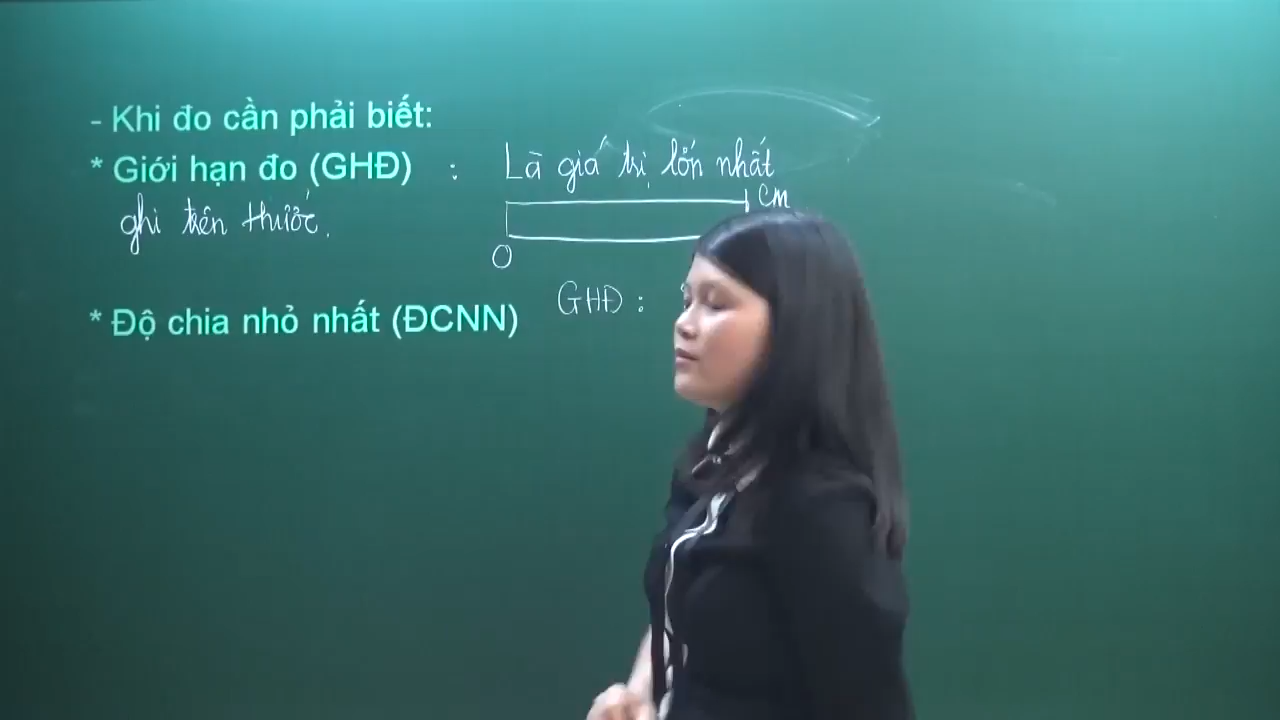 - Khi đo cần phải biết:
* Giới hạn đo (GHĐ) : Là giá trị lớn nhất
ghi trên thước.
cm
O
GHĐ :
* Độ chia nhỏ nhất (ĐCNN)